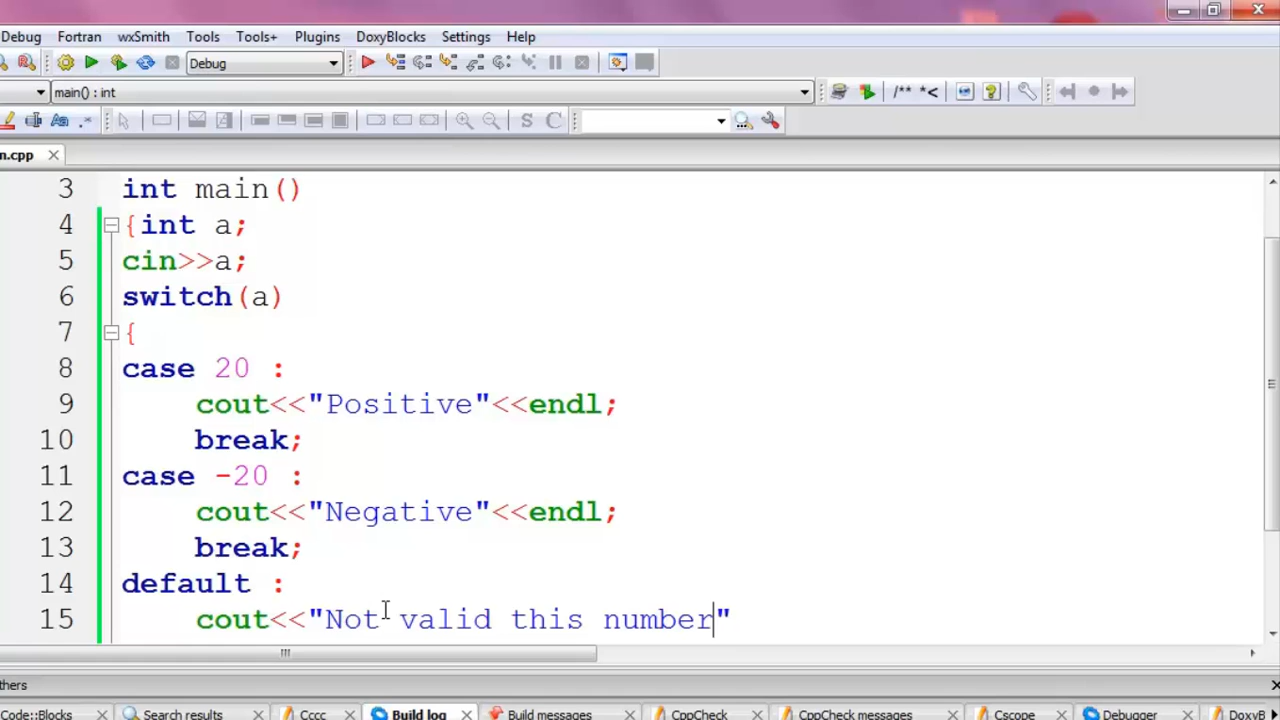 Debug Fortran wxSmith Tools Tools+ Plugins DoxyBlocks Settings Help
Debug
main() : int /** *<
S C
n.cpp
3 int main()
4 {int a;
5 cin>>a;
6 switch(a)
7 {
8 case 20 :
9 cout<<"Positive"<<endl;
10 break;
11 case -20 :
12 cout<<"Negative"<<endl;
13 break;
14 default :
15 cout<<"Not valid this number"
thers
Code::Blocks Search results Cccc Build log Build messages CppCheck CppCheck messages Cscope Debugger DoxyB